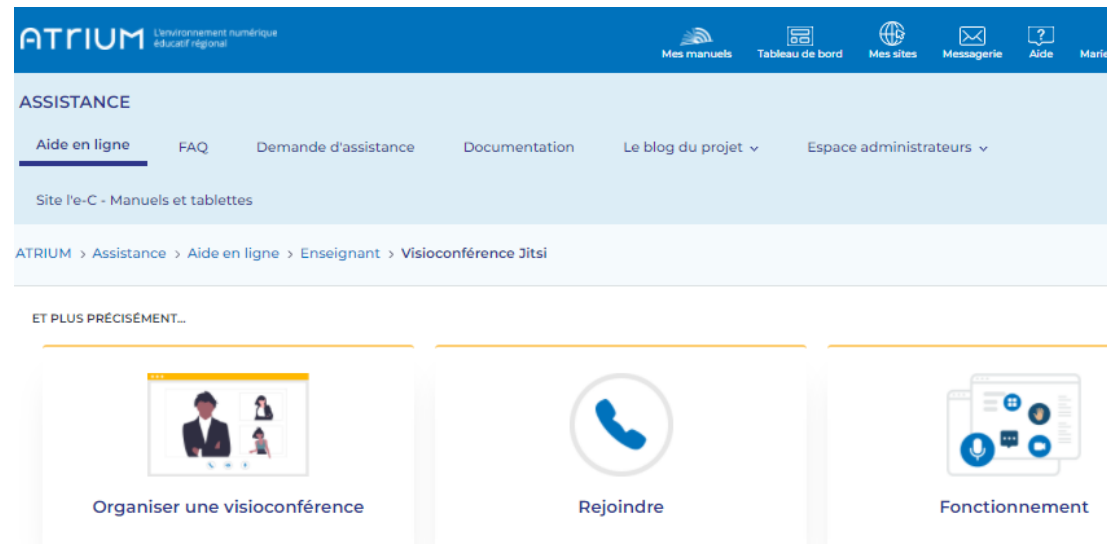 ATRIUM L'environnement numérique
éducatif régional
Mes manuels Tableau de bord Mes sites Messagerie Aide Marie
ASSISTANCE
Aide en ligne FAQ Demande d'assistance Documentation Le blog du projet Espace administrateurs
Site l'e-C - Manuels et tablettes
ATRIUM > Assistance > Aide en ligne > Enseignant > Visioconférence Jitsi
ET PLUS PRÉCISÉMENT...
Organiser une visioconférence Rejoindre Fonctionnement